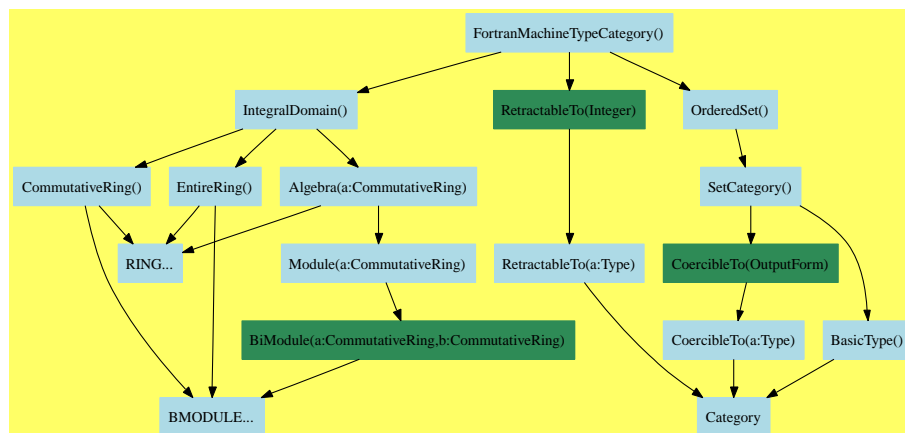 FortranMachineTypeCategory()
IntegralDomain()
RetractableTo(Integer)
OrderedSet()
CommutativeRing()
EntireRing()
Algebra(a:CommutativeRing)
SetCategory()
RING...
Module(a:CommutativeRing)
RetractableTo(a:Type)
CoercibleTo(OutputForm)
BiModule(a:CommutativeRing,b:CommutativeRing)
CoercibleTo(a:Type)
BasicType()
BMODULE...
Category